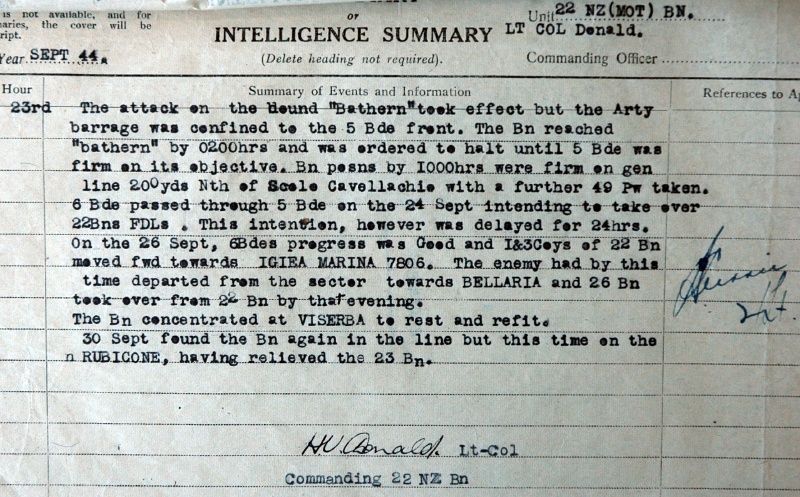 is not available, and for
or
Unit 22 NZ(MOT) BN.
aries, the cover will be
ript.
INTELLIGENCE SUMMARY
LT COL Donald.
Year SEPT 44.
(Delete heading not required).
Commanding Officer
Hour
Summary of Events and Information
References to Ap
23rd The attack on the Hound "Bathern"took effect but the Arty
barrage was confined to the 5 Bde front. The Bn reached
"bathern" by 0200hrs and was ordered to halt until 5 Bde was
firm on its objective. Bn posns by I000hrs were firm on gen
line 200yds Nth of Scole Cavellachio with a further 49 Pw taken.
6 Bde passed through 5 Bde on the 24 Sept intending to take over
22Bns FDLs . This intention, however was delayed for 24hrs.
On the 26 Sept, 6Bdes progress was Good and I&3Coys of 22 Bn
moved fwd towards IGIEA MARINA 7806. The enemy had by this
time departed from the sector towards BELLARIA and 26 Bn
took over from 22 Bn by that evening.
The Bn concentrated at VISERBA to rest and refit.
30 Sept found the Bn again in the line but this time on the
n RUBICONE, having relieved the 23 Bn.
HV. Donald. Lt-Col
Commanding 22 NZ Bn